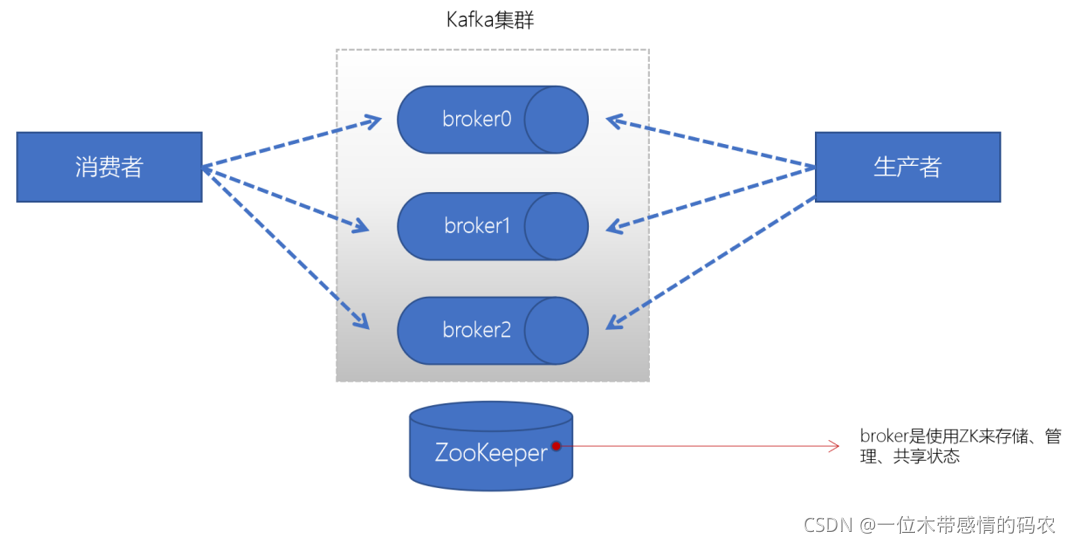 Kafka集群
broker0
消费者
生产者
broker1
broker2
ZooKeeper
broker是使用ZK来存储、管
理、共享状态
CSDN @一位木带感情的码农